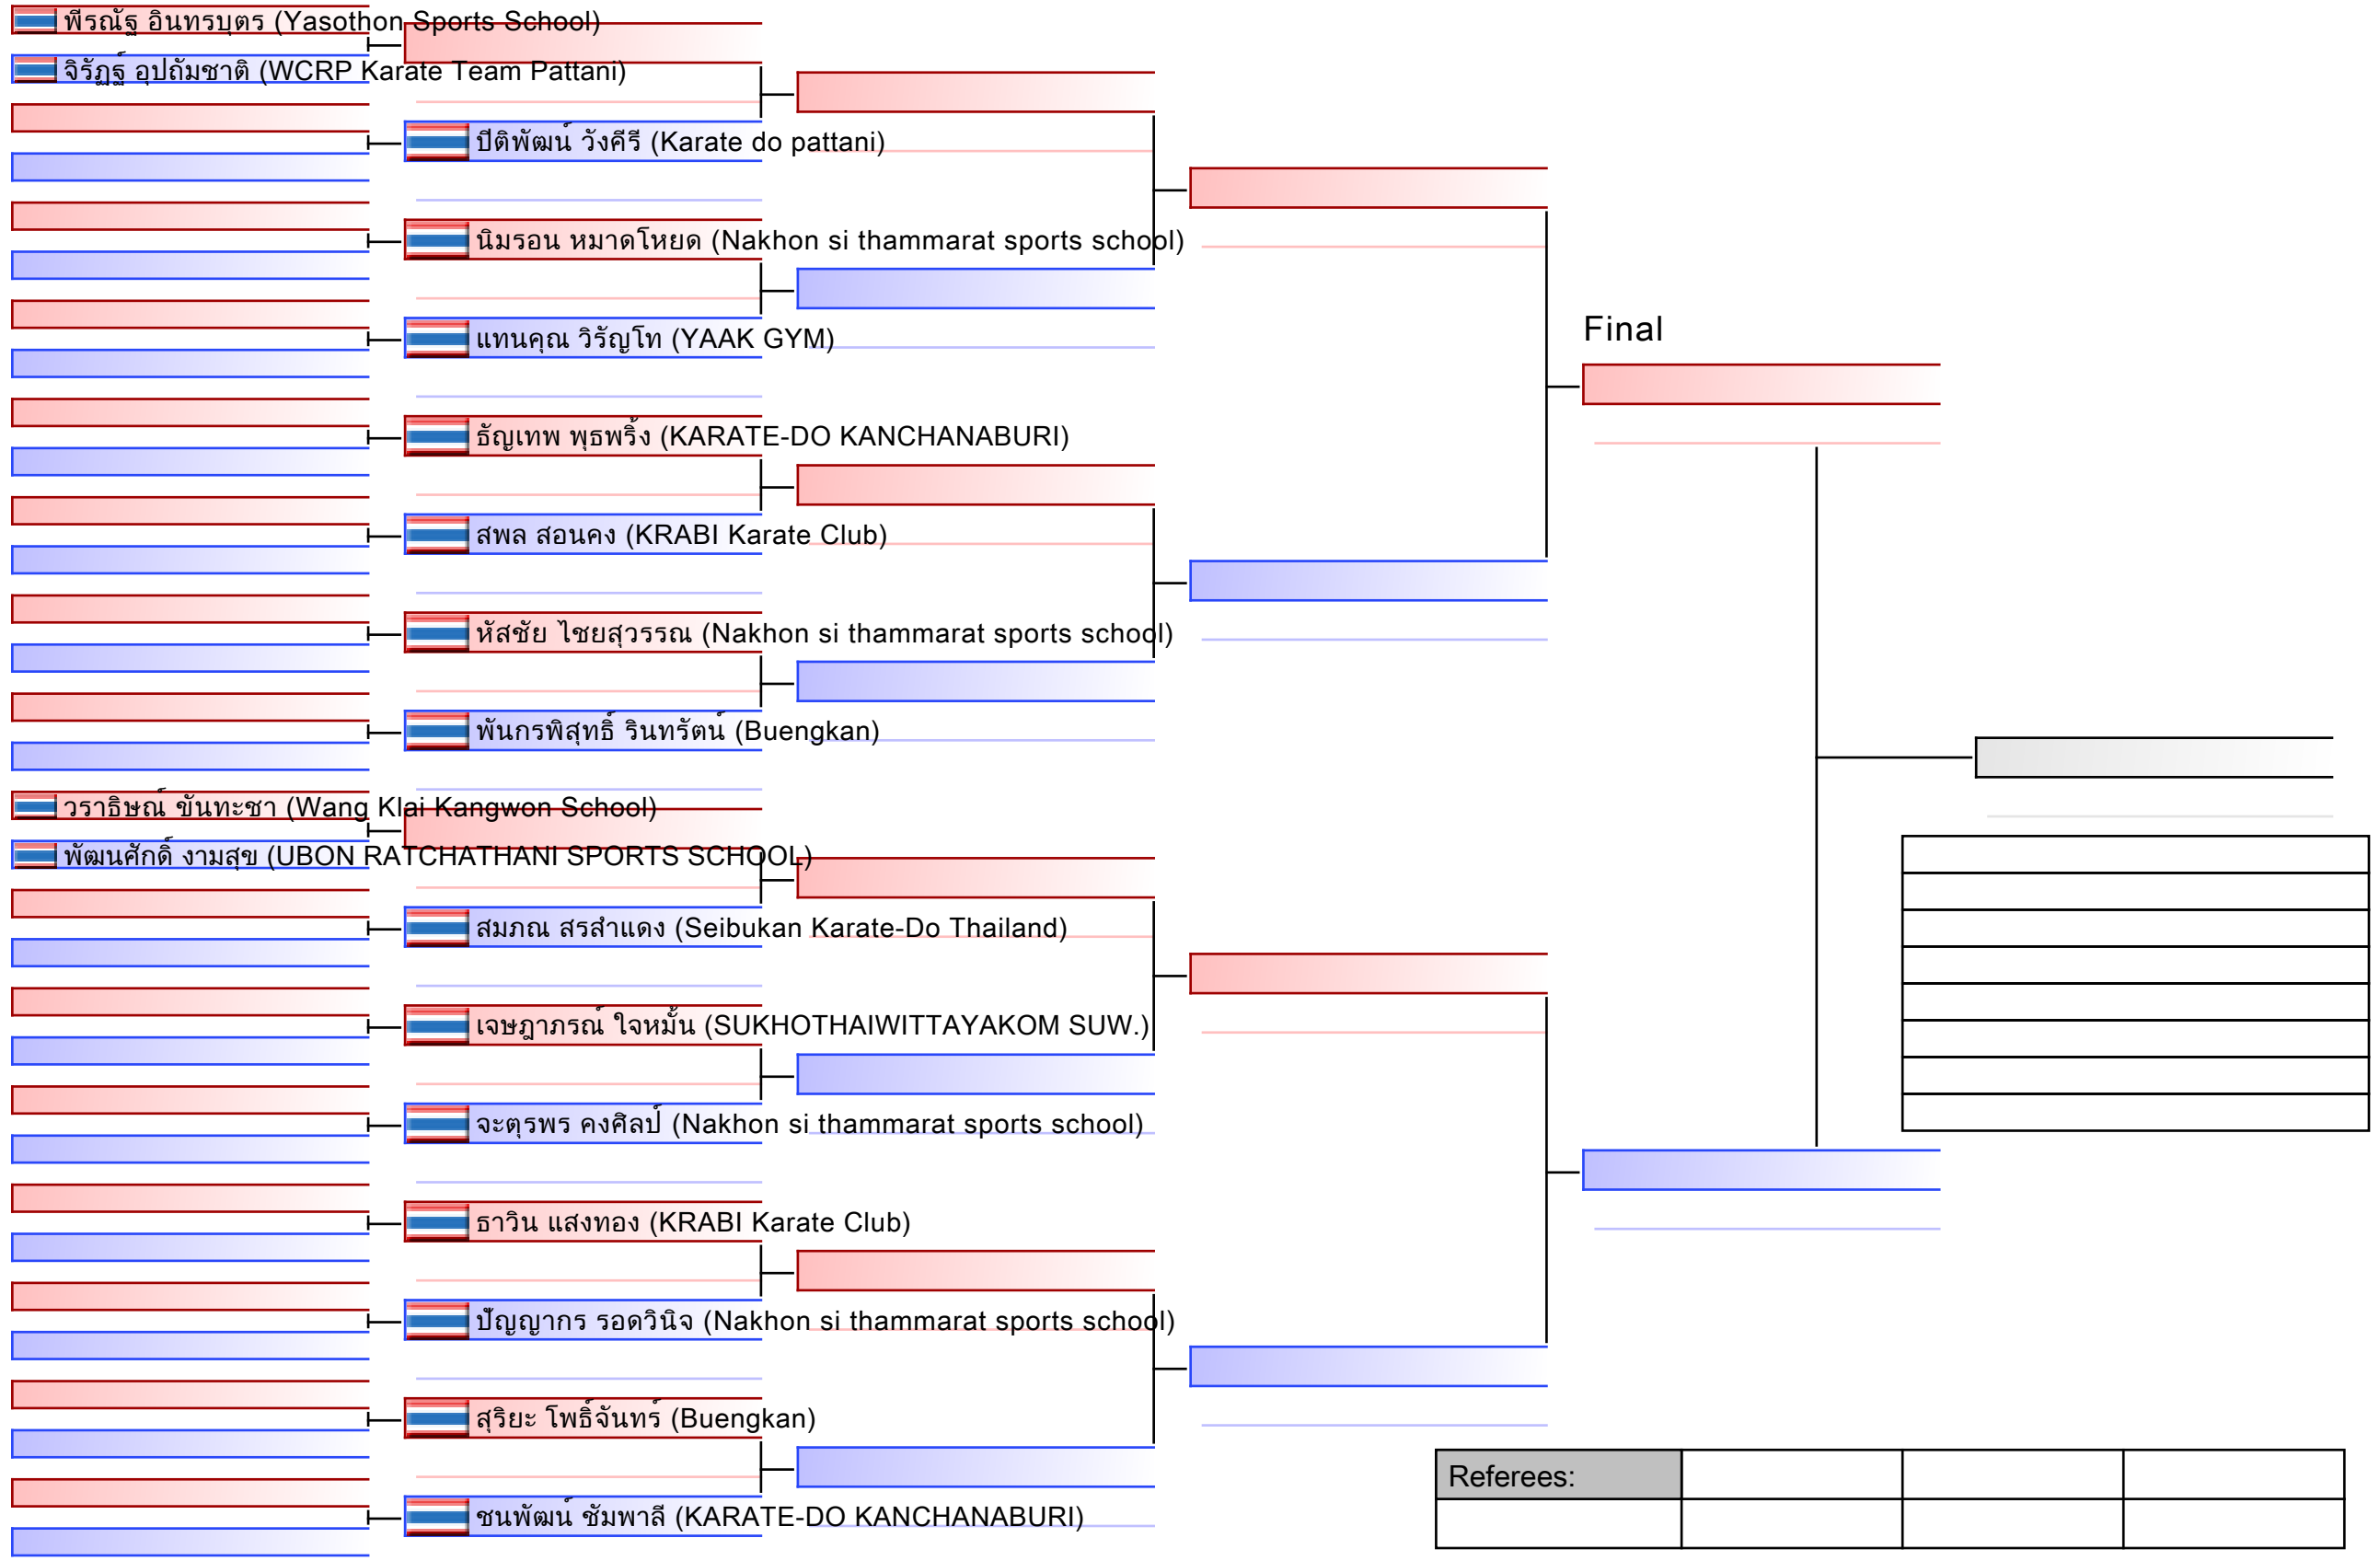 พีรณัฐ อินทรบุตร (Yasothon Sports School)
จิรัฏฐ์ อุปถัมชาติ (WCRP Karate Team Pattani)
ปีติพัฒน์ วังคีรี (Karate do pattani)
นิมรอน หมาดโหยด (Nakhon si thammarat sports school)
แทนคุณ วิรัญโท (YAAK GYM)
Final
ธัญเทพ พุธพริ้ง (KARATE-DO KANCHANABURI)
สพล สอนคง (KRABI Karate Club)
หัสชัย ไชยสุวรรณ (Nakhon si thammarat sports school)
พันกรพิสุทธิ์ รินทรัตน์ (Buengkan)
วราธิษณ์ ขันทะชา (Wang Klai Kangwon School)
พัฒนศักดิ์ งามสุข (UBON RATCHATHANI SPORTS SCHOOL)
สมภณ สรสำแดง (Seibukan Karate-Do Thailand)
เจษฎาภรณ์ ใจหมั้น (SUKHOTHAIWITTAYAKOM SUW.)
จะตุรพร คงศิลป์ (Nakhon si thammarat sports school)
ธาวิน แสงทอง (KRABI Karate Club)
ปัญญากร รอดวินิจ (Nakhon si thammarat sports school)
สุริยะ โพธิ์จันทร์ (Buengkan)
Referees:
ชนพัฒน์ ชัมพาลี (KARATE-DO KANCHANABURI)